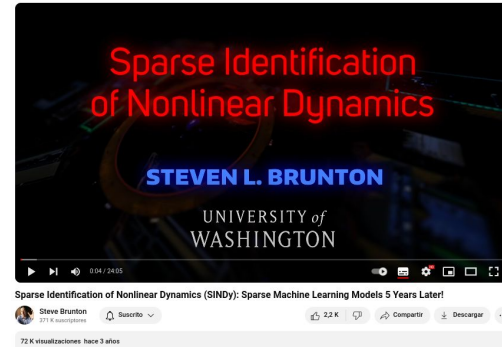 Sparse Identification
of Nonlinear Dynamics
STEVEN L. BRUNTON
UNIVERSITY of
WASHINGTON
0:04 / 24:05
Sparse Identification of Nonlinear Dynamics (SINDy): Sparse Machine Learning Models 5 Years Later!
Steve Brunton
371 K suscriptores
Suscrito
2,2 K
Compartir
Descargar
72 K visualizaciones hace 3 años